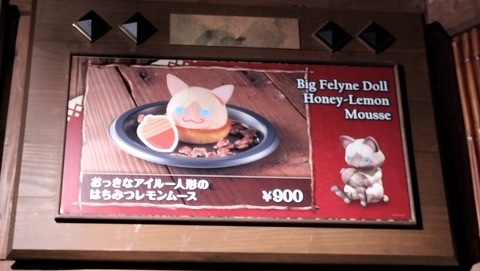 Big Felyne Doll
Honey-Lemon
Mousse
おっきなアイルー人形の
はちみつレモンムース
¥900